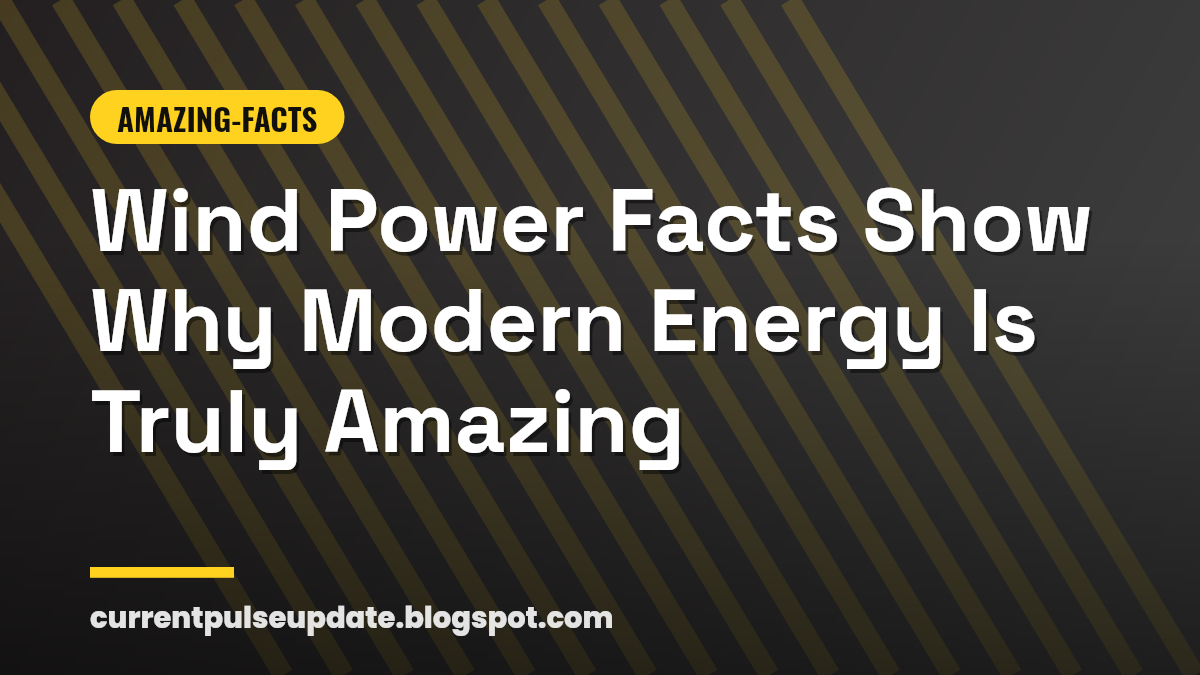 AMAZING-FACTS
Wind Power Facts Show
Why Modern Energy Is
Truly Amazing
currentpulseupdate.blogspot.com